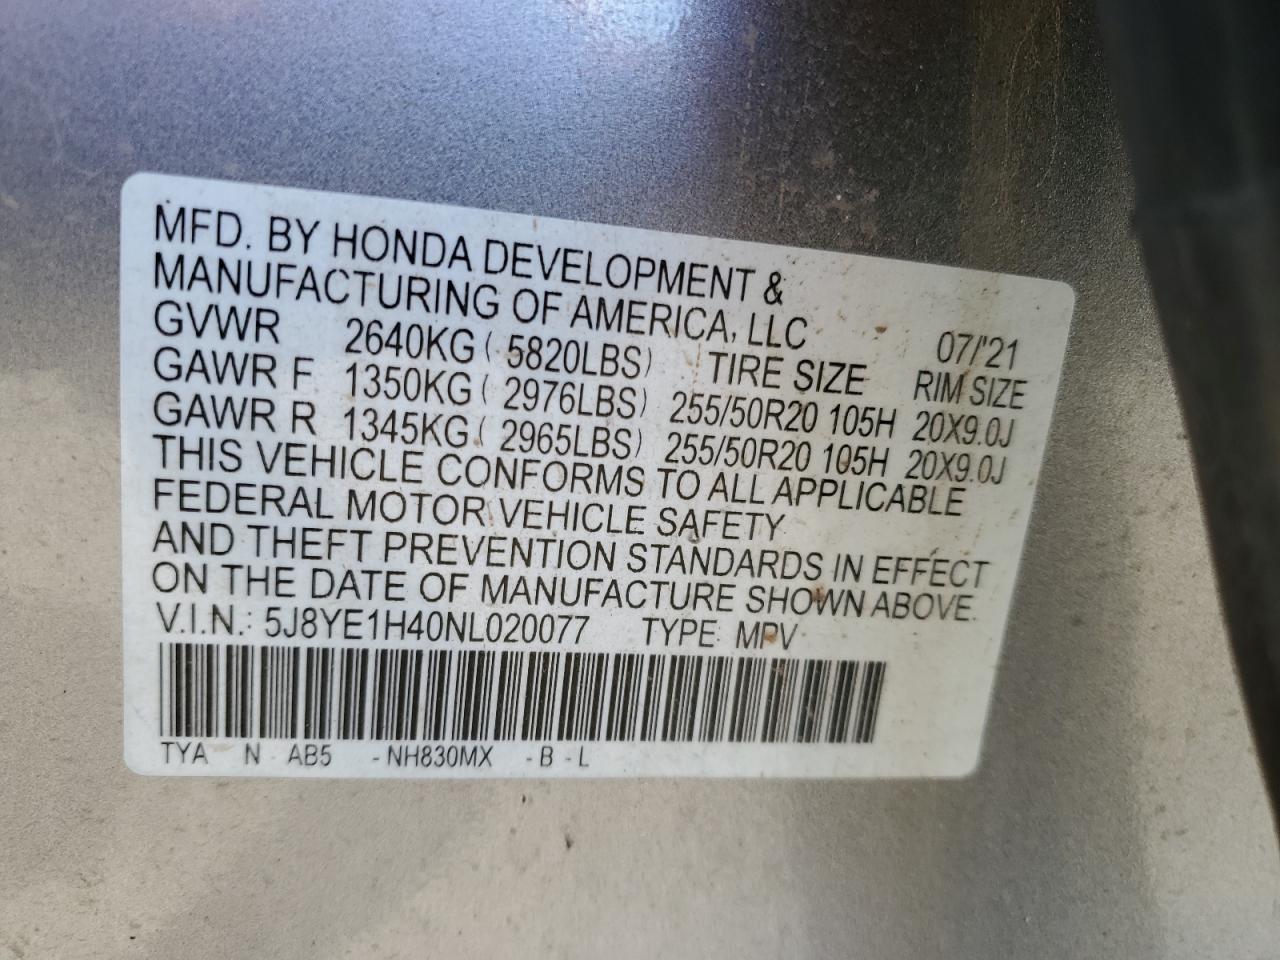 MFD. BY HONDA DEVELOPMENT &
MANUFACTURING OF AMERICA, LLC 07/'21
GVWR 2640KG ( 5820LBS) TIRE SIZE RIM SIZE
GAWR F 1350KG ( 2976LBS) 255/50R20 105H 20X9.0J
GAWR R 1345KG ( 2965LBS) 255/50R20 105H 20X9.0J
THIS VEHICLE CONFORMS TO ALL APPLICABLE
FEDERAL MOTOR VEHICLE SAFETY
AND THEFT PREVENTION STANDARDS IN EFFECT
ON THE DATE OF MANUFACTURE SHOWN ABOVE.
V.I.N.: 5J8YE1H40NL020077 TYPE: MPV
TYA N AB5 - NH830MX - B - L